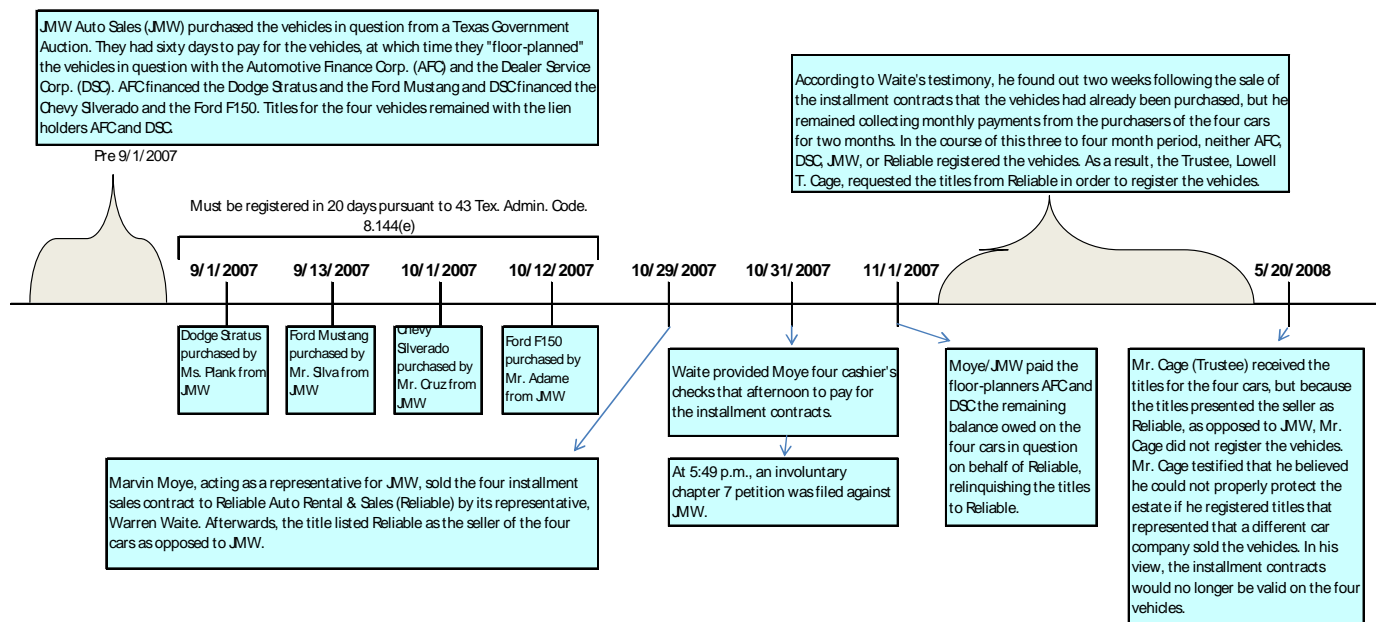 JMW Auto Sales (JMW) purchased the vehicles in question from a Texas Government
Auction. They had sixty days to pay for the vehicles, at which time they "floor-planned"
the vehicles in question with the Automotive Finance Corp. (AFC) and the Dealer Service
Corp. (DSC). AFC financed the Dodge Stratus and the Ford Mustang and DSC financed the
Chevy Silverado and the Ford F150. Titles for the four vehicles remained with the lien
holders AFC and DSC.
According to Waite's testimony, he found out two weeks following the sale of
the installment contracts that the vehicles had already been purchased, but he
remained collecting monthly payments from the purchasers of the four cars
for two months. In the course of this three to four month period, neither AFC,
DSC, JMW, or Reliable registered the vehicles. As a result, the Trustee, Lowell
T. Cage, requested the titles from Reliable in order to register the vehicles.
Pre 9/1/2007
Must be registered in 20 days pursuant to 43 Tex. Admin. Code.
8.144(e)
9/1/2007
9/13/2007
10/1/2007
10/12/2007
10/29/2007
10/31/2007
11/1/2007
5/20/2008
Dodge Stratus
purchased by
Ms. Plank from
JMW
Ford Mustang
purchased by
Mr. Silva from
JMW
Chevy
Silverado
purchased by
Mr. Cruz from
JMW
Ford F150
purchased by
Mr. Adame
from JMW
Waite provided Moye four cashier's
checks that afternoon to pay for
the installment contracts.
At 5:49 p.m., an involuntary
chapter 7 petition was filed against
JMW.
Moye/JMW paid the
floor-planners AFC and
DSC the remaining
balance owed on the
four cars in question
on behalf of Reliable,
relinquishing the titles
to Reliable.
Mr. Cage (Trustee) received the
titles for the four cars, but because
the titles presented the seller as
Reliable, as opposed to JMW, Mr.
Cage did not register the vehicles.
Mr. Cage testified that he believed
he could not properly protect the
estate if he registered titles that
represented that a different car
company sold the vehicles. In his
view, the installment contracts
would no longer be valid on the four
vehicles.
Marvin Moye, acting as a representative for JMW, sold the four installment
sales contract to Reliable Auto Rental & Sales (Reliable) by its representative,
Warren Waite. Afterwards, the title listed Reliable as the seller of the four
cars as opposed to JMW.